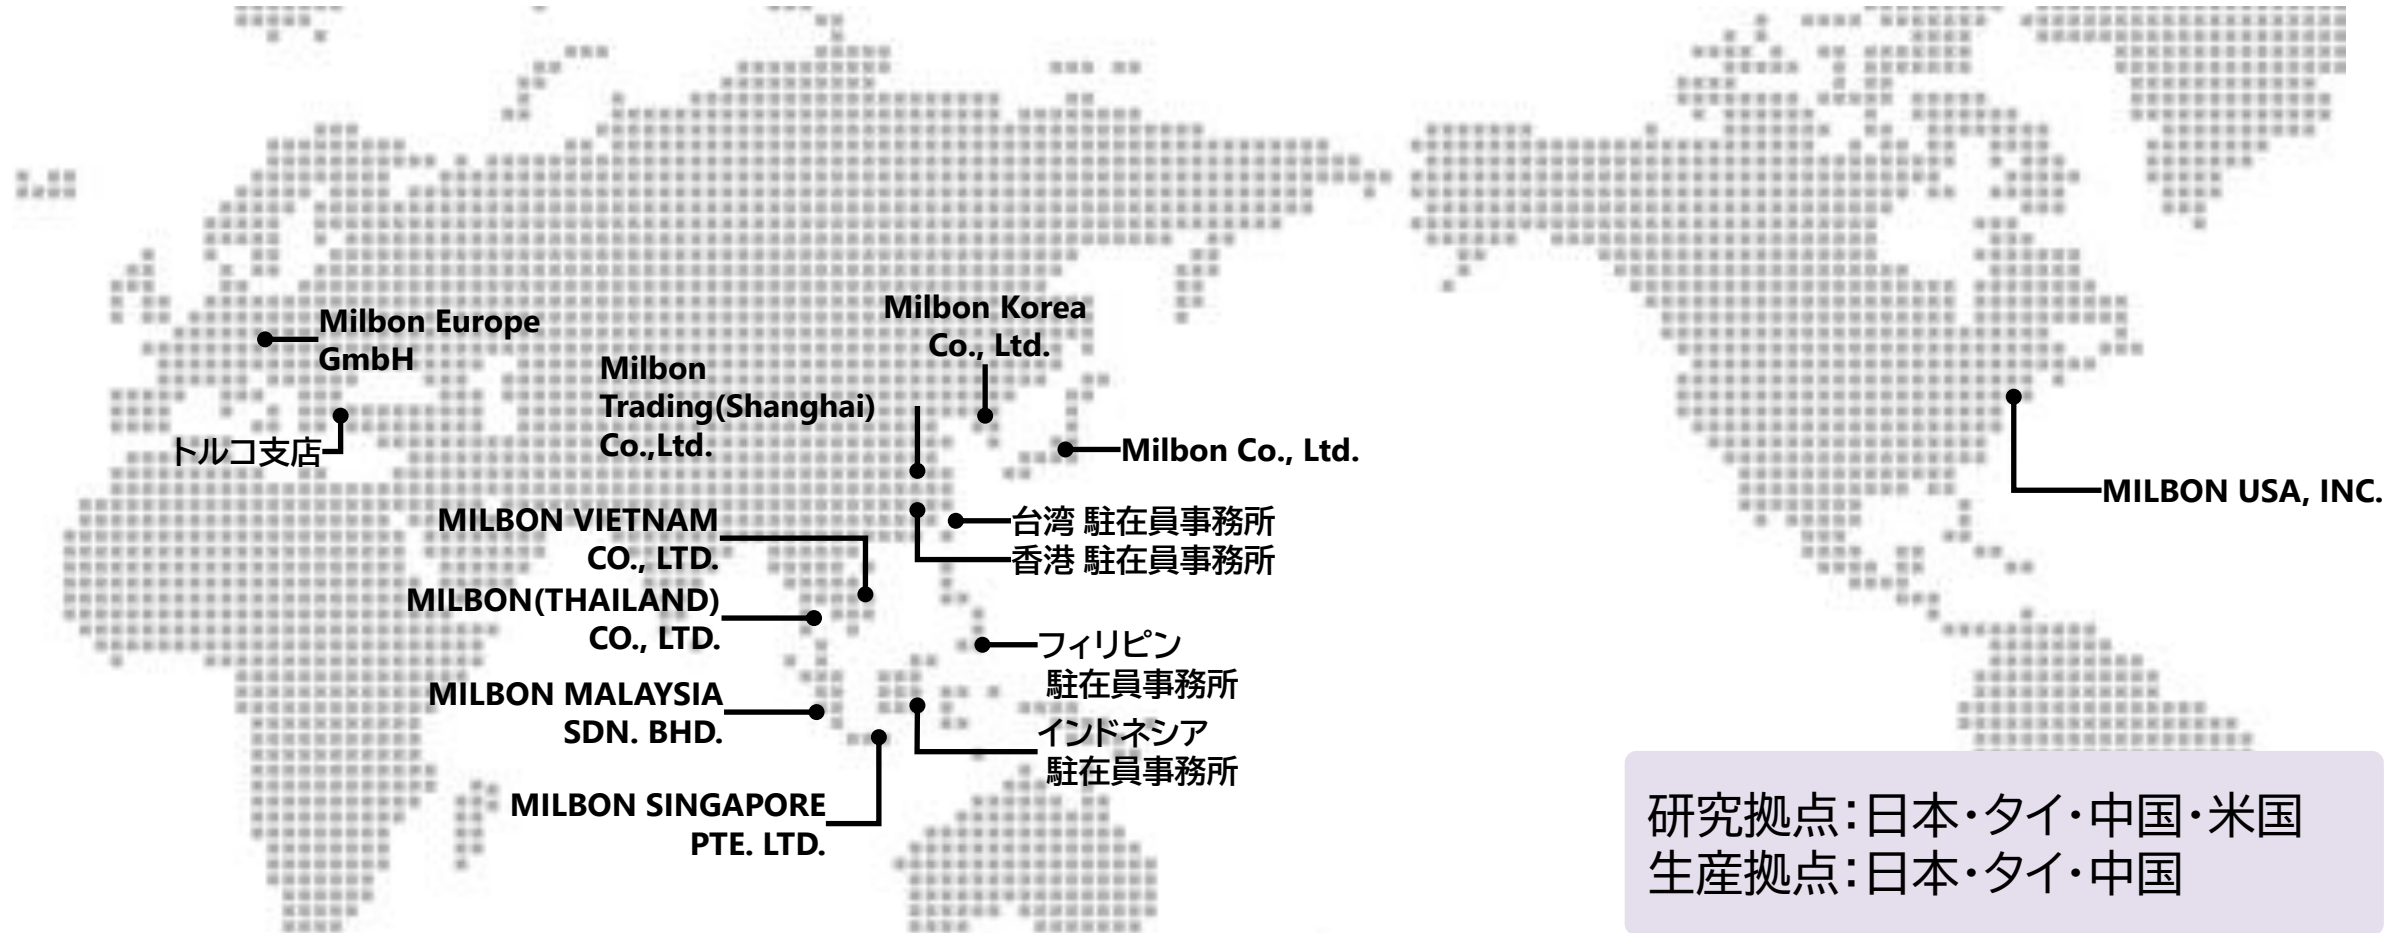 Milbon Europe
GmbH
トルコ支店
Milbon
Trading(Shanghai)
Co.,Ltd.
Milbon Korea
Co., Ltd.
Milbon Co., Ltd.
MILBON USA, INC.
台湾 駐在員事務所
香港 駐在員事務所
MILBON VIETNAM
CO., LTD.
MILBON(THAILAND)
CO., LTD.
フィリピン
駐在員事務所
MILBON MALAYSIA
SDN. BHD.
インドネシア
駐在員事務所
MILBON SINGAPORE
PTE. LTD.
研究拠点：日本・タイ・中国・米国
生産拠点：日本・タイ・中国